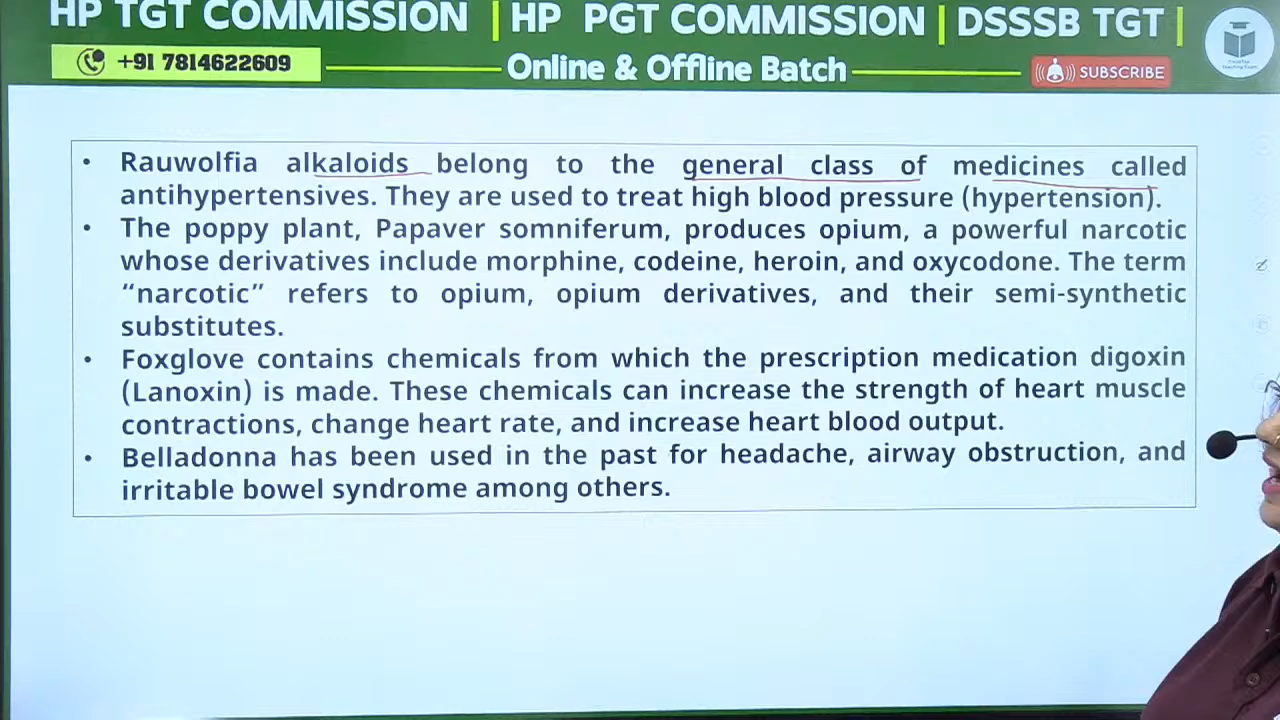 HP TGT COMMISSION | HP PGT COMMISSION | DSSSB TGT |
+91 7814622609
Online & Offline Batch
SUBSCRIBE
• Rauwolfia alkaloids belong to the general class of medicines called
antihypertensives. They are used to treat high blood pressure (hypertension).
• The poppy plant, Papaver somniferum, produces opium, a powerful narcotic
whose derivatives include morphine, codeine, heroin, and oxycodone. The term
“narcotic” refers to opium, opium derivatives, and their semi-synthetic
substitutes.
• Foxglove contains chemicals from which the prescription medication digoxin
(Lanoxin) is made. These chemicals can increase the strength of heart muscle
contractions, change heart rate, and increase heart blood output.
• Belladonna has been used in the past for headache, airway obstruction, and
irritable bowel syndrome among others.